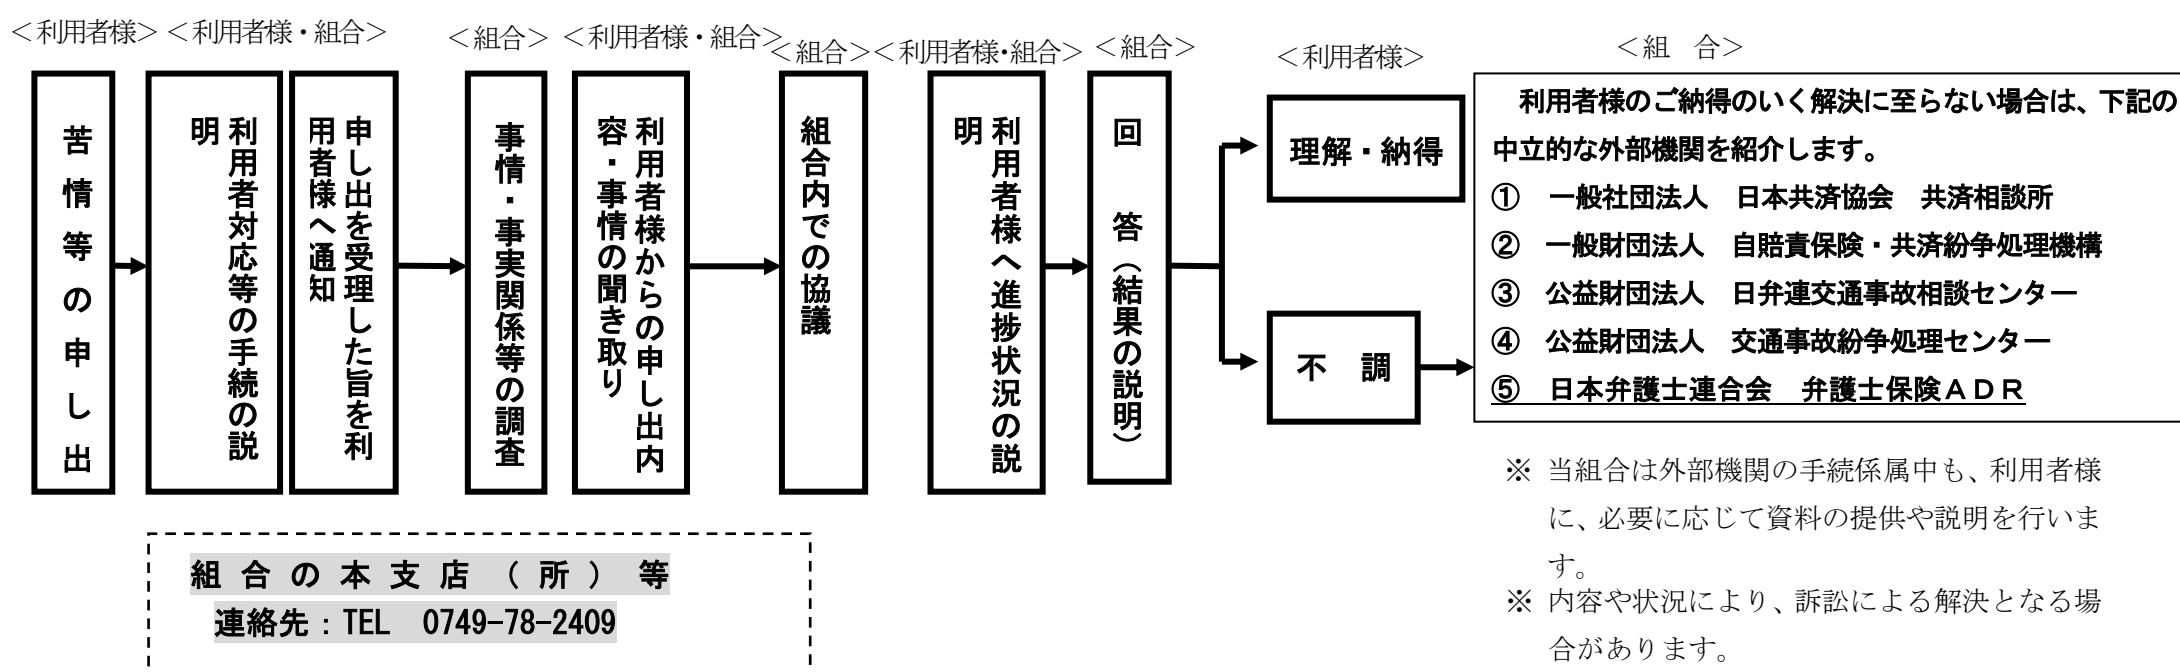 ＜利用者様＞
＜利用者様・組合＞
＜組合＞
＜利用者様・組合＞
＜組合＞
＜利用者様・組合＞
＜組合＞
＜利用者様＞
＜組　合＞
苦情等の申し出
利用者対応等の手続の説
明
申し出を受理した旨を利
用者様へ通知
事情・事実関係等の調査
利用者様からの申し出内
容・事情の聞き取り
組合内での協議
利用者様へ進捗状況の説
明
回　答（結果の説明）
理解・納得
不　調
利用者様のご納得のいく解決に至らない場合は、下記の
中立的な外部機関を紹介します。
①　一般社団法人　日本共済協会　共済相談所
②　一般財団法人　自賠責保険・共済紛争処理機構
③　公益財団法人　日弁連交通事故相談センター
④　公益財団法人　交通事故紛争処理センター
⑤　日本弁護士連合会　弁護士保険ＡＤＲ
※ 当組合は外部機関の手続係属中も、利用者様
に、必要に応じて資料の提供や説明を行いま
す。
※ 内容や状況により、訴訟による解決となる場
合があります。
組合の本支店（所）等
連絡先：TEL　0749-78-2409